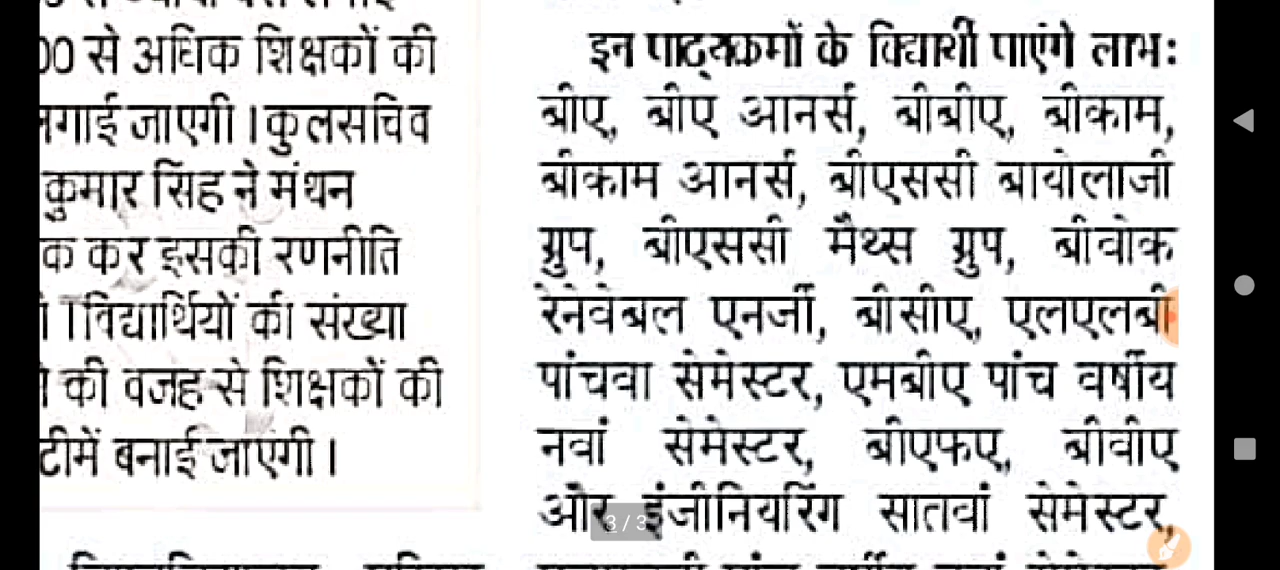 00 से अधिक शिक्षकों की
लगाई जाएगी। कुलसचिव
कुमार सिंह ने मंथन
कर इसकी रणनीति
। विद्यार्थियों की संख्या
की वजह से शिक्षकों की
टीमें बनाई जाएंगी।
इन पाठ्यक्रमों के विद्यार्थी पाएंगे लाभः
बीए, बीए आनर्स, बीबीए, बीकाम,
बीकाम आनर्स, बीएससी बायोलाजी
ग्रुप, बीएससी मैथ्स ग्रुप, बीवोक
रेनेवेबल एनर्जी, बीसीए, एलएलबी
पांचवा सेमेस्टर, एमबीए पांच वर्षीय
नवां सेमेस्टर, बीएफए, बीवीए
और इंजीनियरिंग सातवां सेमेस्टर,
3 / 3